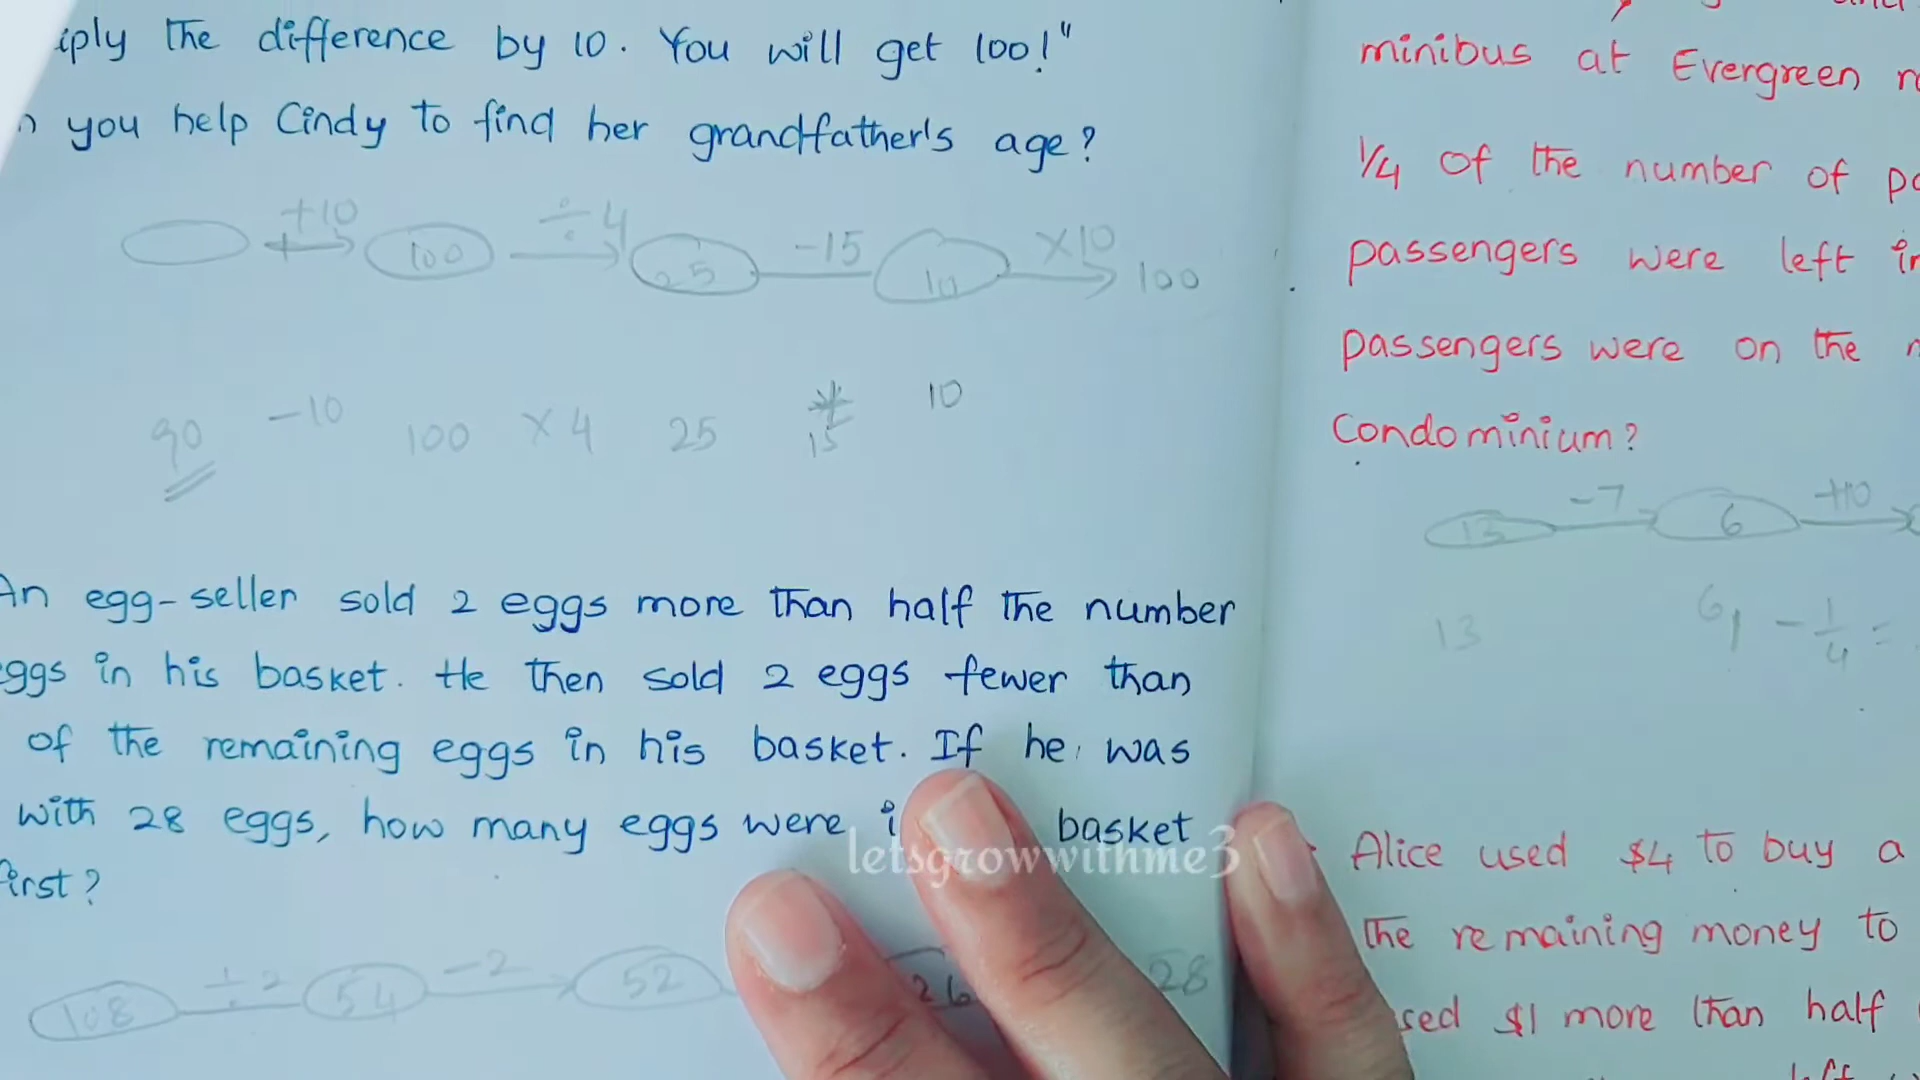 iply the difference by 10. You will get 100!"
you help Cindy to find her grandfather's age?
+10 100 ÷4 25 -15 10 ×10 100
90 -10 100 ×4 25 15 10
An egg-seller sold 2 eggs more than half the number
eggs in his basket. He then sold 2 eggs fewer than
of the remaining eggs in his basket. If he was
with 28 eggs, how many eggs were i basket
first?
108 ÷2 54 -2 52 26 28
letsgrowwithme3
minibus at Evergreen
1/4 of the number of
passengers were left
passengers were on the
Condominium?
13 -7 6 +10
13 6 - 1/4 =
Alice used $4 to buy a
the remaining money to
sed $1 more than half